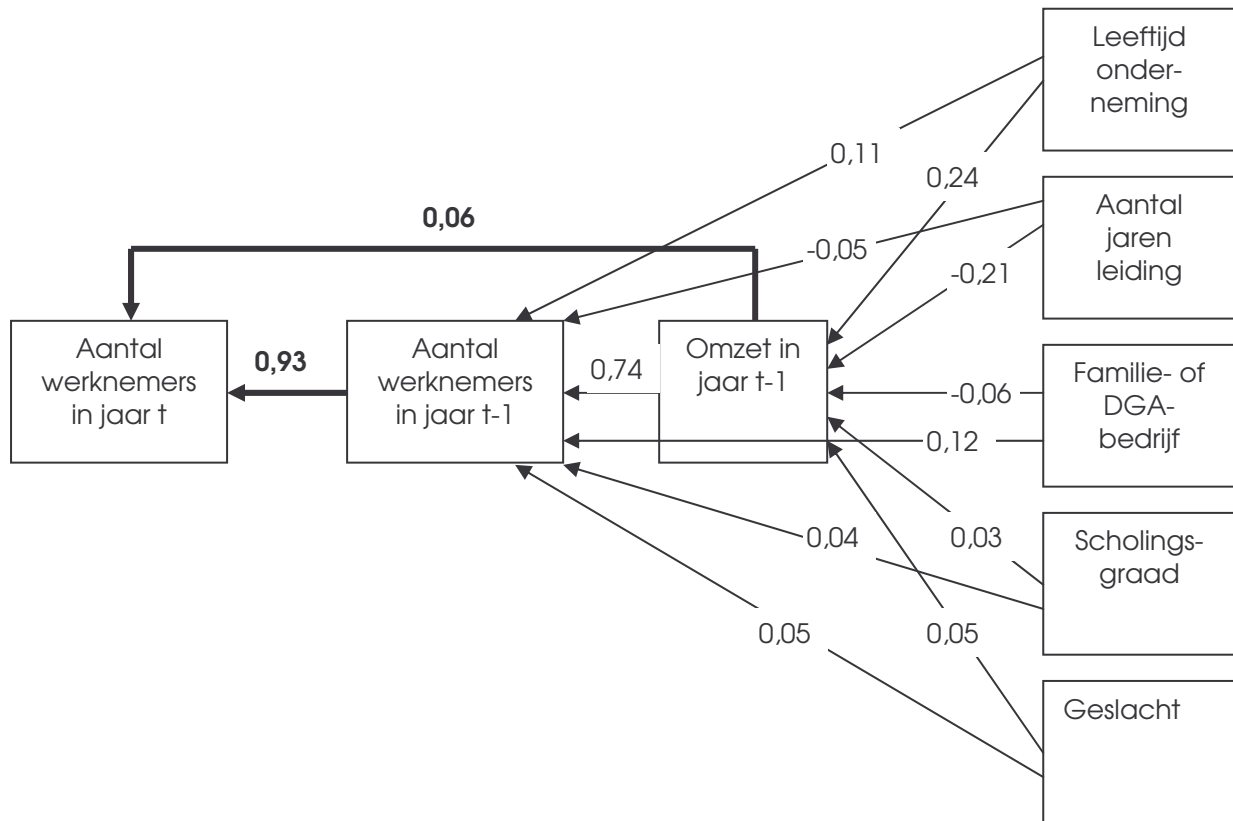 Leeftijd
onder-
neming
0,11
0,24
Aantal
jaren
leiding
0,06
-0,05
-0,21
Aantal
werknemers
in jaar t
0,93
Aantal
werknemers
in jaar t-1
0,74
Omzet in
jaar t-1
-0,06
0,12
Familie- of
DGA-
bedrijf
0,04
0,03
Scholings-
graad
0,05
0,05
Geslacht